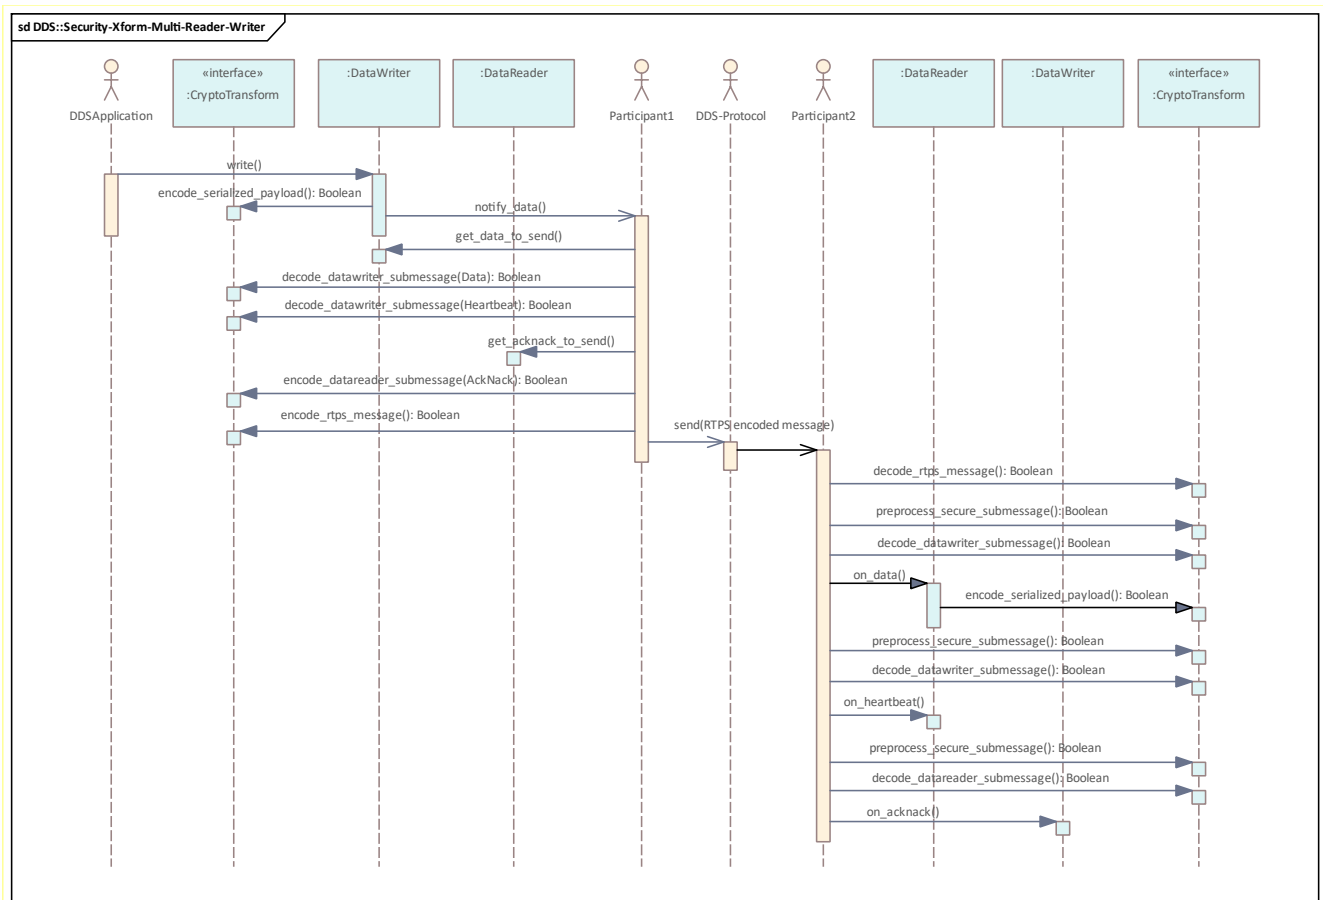 sd DDS::Security-Xform-Multi-Reader-Writer
DDSApplication
«interface»
:CryptoTransform
:DataWriter
:DataReader
Participant1
DDS-Protocol
Participant2
:DataReader
:DataWriter
«interface»
:CryptoTransform
write()
encode_serialized_payload(): Boolean
notify_data()
get_data_to_send()
decode_datawriter_submessage(Data): Boolean
decode_datawriter_submessage(Heartbeat): Boolean
get_acknack_to_send()
encode_datareader_submessage(AckNack): Boolean
encode_rtps_message(): Boolean
send(RTPS encoded message)
decode_rtps_message(): Boolean
preprocess_secure_submessage(): Boolean
decode_datawriter_submessage(): Boolean
on_data()
encode_serialized_payload(): Boolean
preprocess_secure_submessage(): Boolean
decode_datawriter_submessage(): Boolean
on_heartbeat()
preprocess_secure_submessage(): Boolean
decode_datareader_submessage(): Boolean
on_acknack()